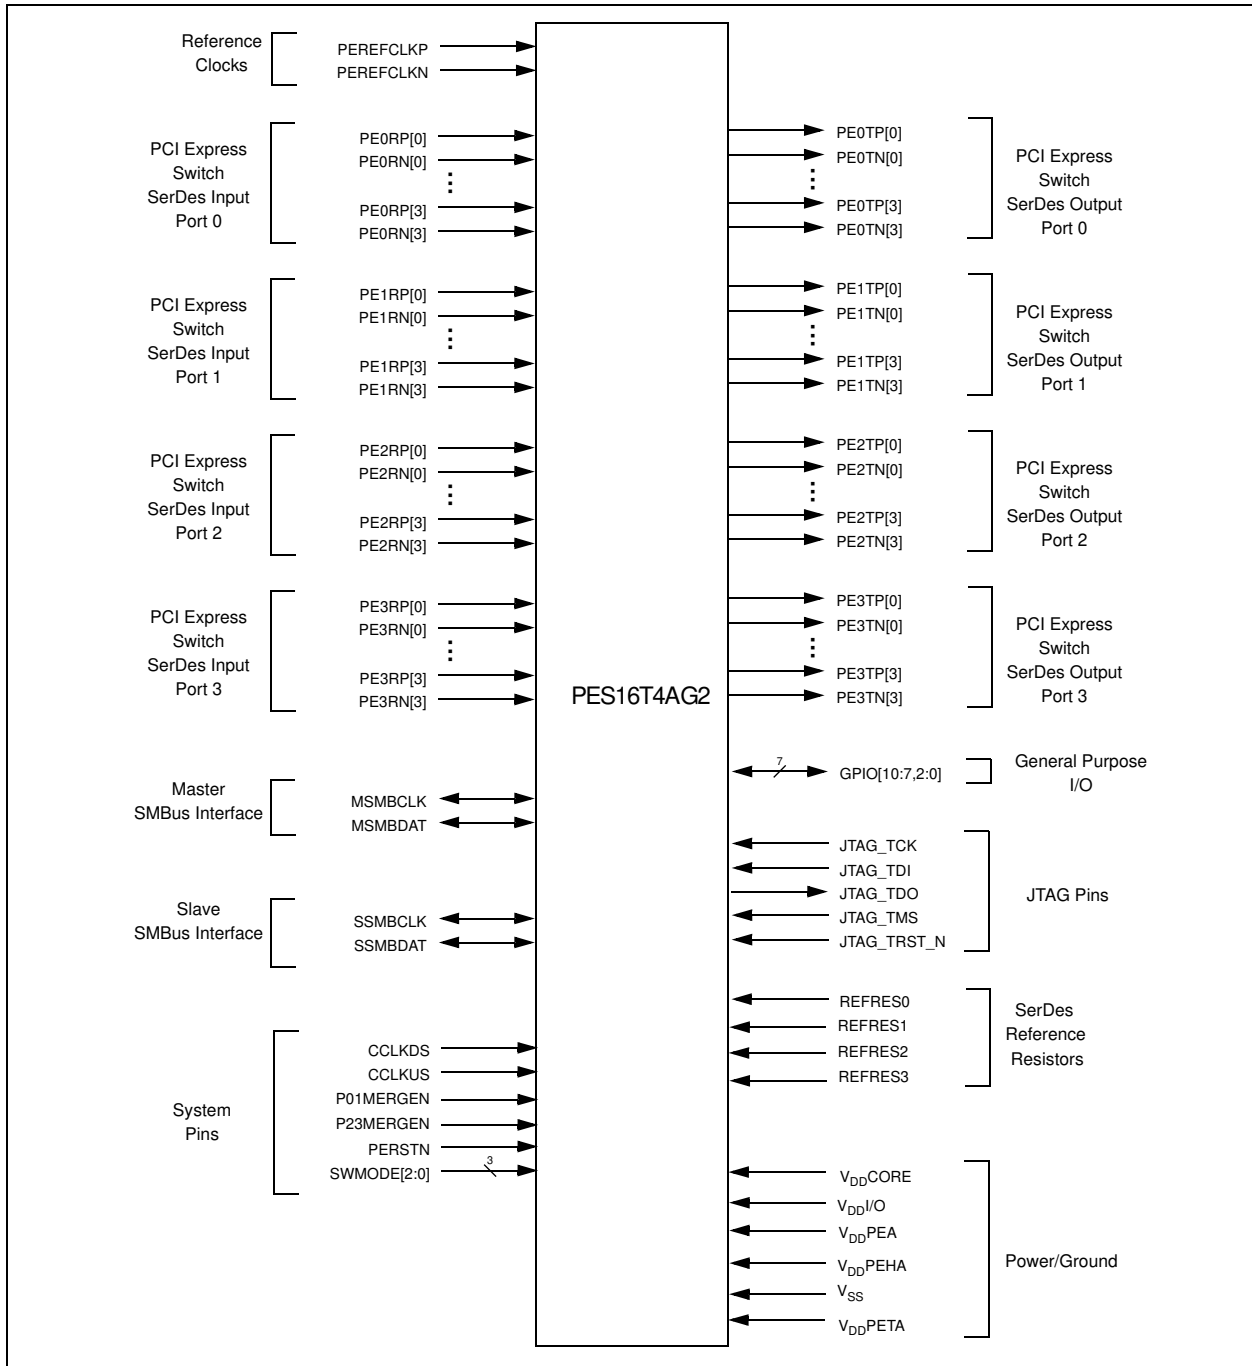 Reference
Clocks
PEREFCLKP
PEREFCLKN
PCI Express
Switch
SerDes Input
Port 0
PE0RP[0]
PE0RN[0]
PE0RP[3]
PE0RN[3]
PE0TP[0]
PE0TN[0]
PE0TP[3]
PE0TN[3]
PCI Express
Switch
SerDes Output
Port 0
PCI Express
Switch
SerDes Input
Port 1
PE1RP[0]
PE1RN[0]
PE1RP[3]
PE1RN[3]
PE1TP[0]
PE1TN[0]
PE1TP[3]
PE1TN[3]
PCI Express
Switch
SerDes Output
Port 1
PCI Express
Switch
SerDes Input
Port 2
PE2RP[0]
PE2RN[0]
PE2RP[3]
PE2RN[3]
PE2TP[0]
PE2TN[0]
PE2TP[3]
PE2TN[3]
PCI Express
Switch
SerDes Output
Port 2
PCI Express
Switch
SerDes Input
Port 3
PE3RP[0]
PE3RN[0]
PE3RP[3]
PE3RN[3]
PES16T4AG2
PE3TP[0]
PE3TN[0]
PE3TP[3]
PE3TN[3]
PCI Express
Switch
SerDes Output
Port 3
Master
SMBus Interface
MSMBCLK
MSMBDAT
7
GPIO[10:7,2:0]
General Purpose
I/O
Slave
SMBus Interface
SSMBCLK
SSMBDAT
JTAG_TCK
JTAG_TDI
JTAG_TDO
JTAG_TMS
JTAG_TRST_N
JTAG Pins
System
Pins
CCLKDS
CCLKUS
P01MERGEN
P23MERGEN
PERSTN
SWMODE[2:0]
3
REFRES0
REFRES1
REFRES2
REFRES3
SerDes
Reference
Resistors
VDDCORE
VDDI/O
VDDPEA
VDDPEHA
VSS
VDDPETA
Power/Ground